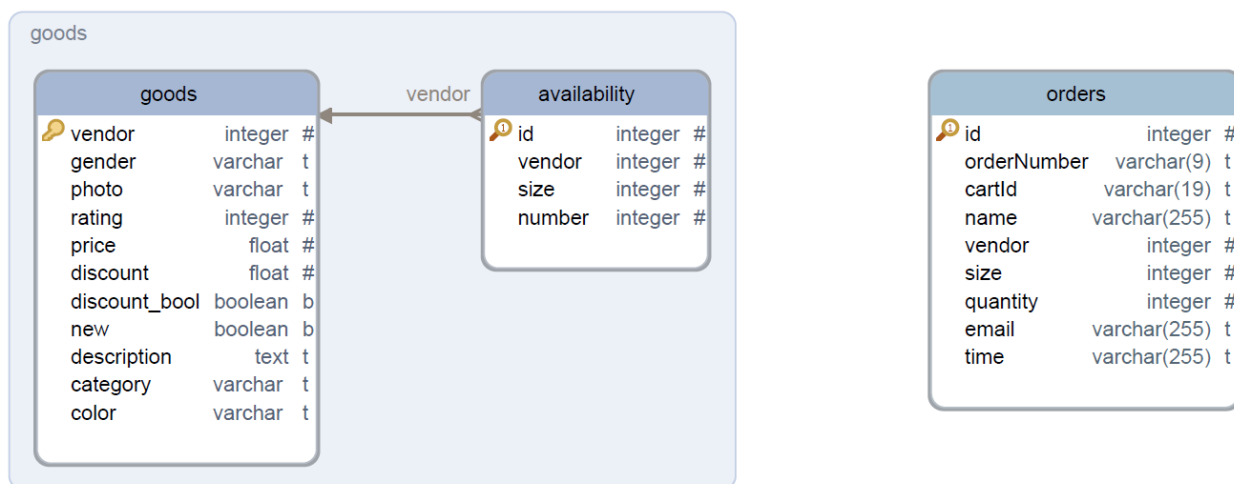 goods
goods
vendor integer #
gender varchar t
photo varchar t
rating integer #
price float #
discount float #
discount_bool boolean b
new boolean b
description text t
category varchar t
color varchar t
vendor
availability
id integer #
vendor integer #
size integer #
number integer #
orders
id integer #
orderNumber varchar(9) t
cartId varchar(19) t
name varchar(255) t
vendor integer #
size integer #
quantity integer #
email varchar(255) t
time varchar(255) t